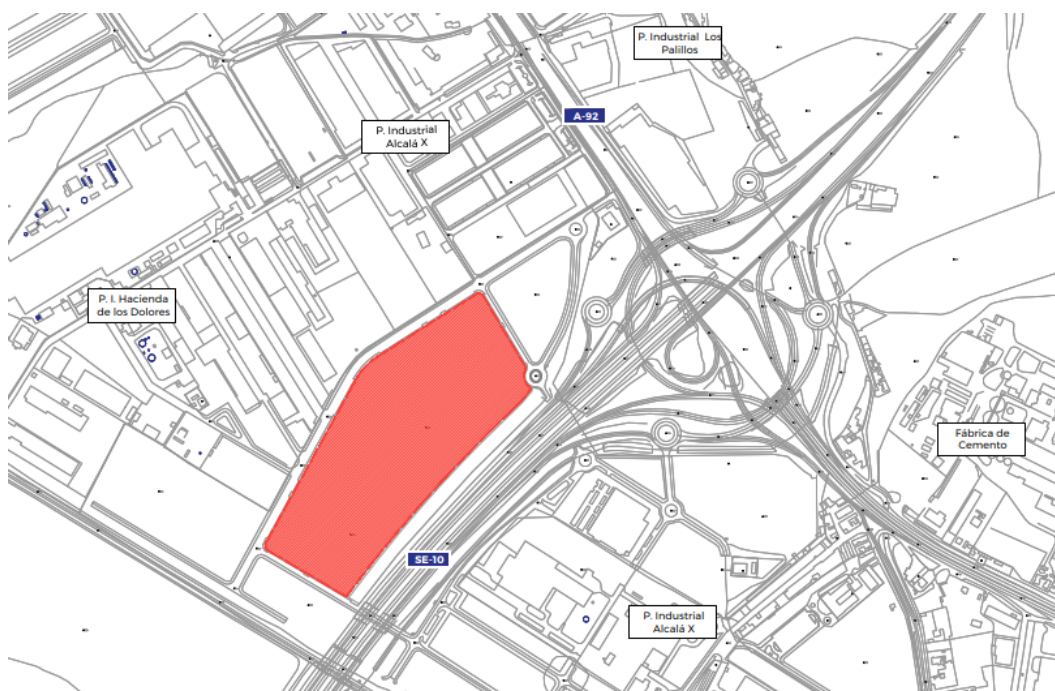 P. Industrial Los
Palillos
A-92
P. Industrial
Alcalá X
P. I. Hacienda
de los Dolores
Fábrica de
Cemento
SE-10
P. Industrial
Alcalá X